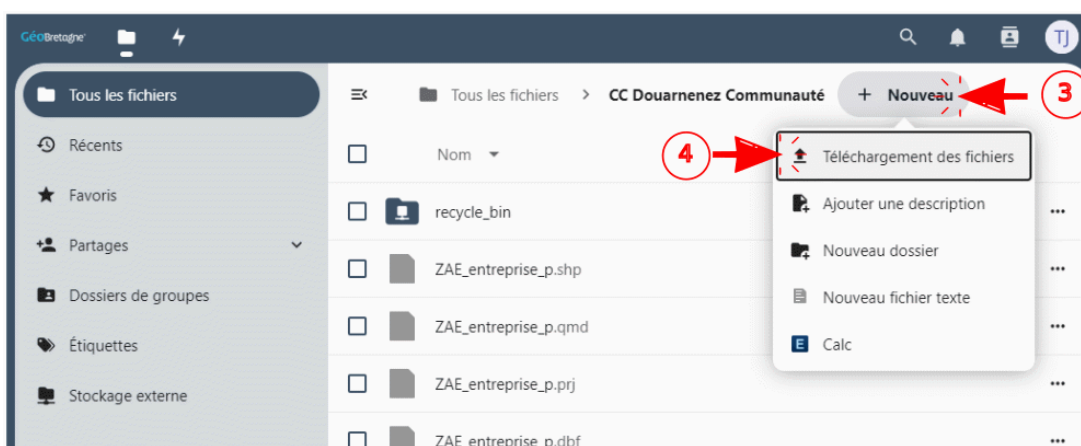 GéoBretagne
TJ
Tous les fichiers
Tous les fichiers > CC Douarnenez Communauté + Nouveau 3
Récents
Nom 4 Téléchargement des fichiers
Favoris
recycle_bin Ajouter une description
Partages
Nouveau dossier
ZAE_entreprise_p.shp
Dossiers de groupes
Nouveau fichier texte
ZAE_entreprise_p.qmd
Étiquettes
E Calc
ZAE_entreprise_p.prj
Stockage externe
ZAE_entreprise_p.dbf